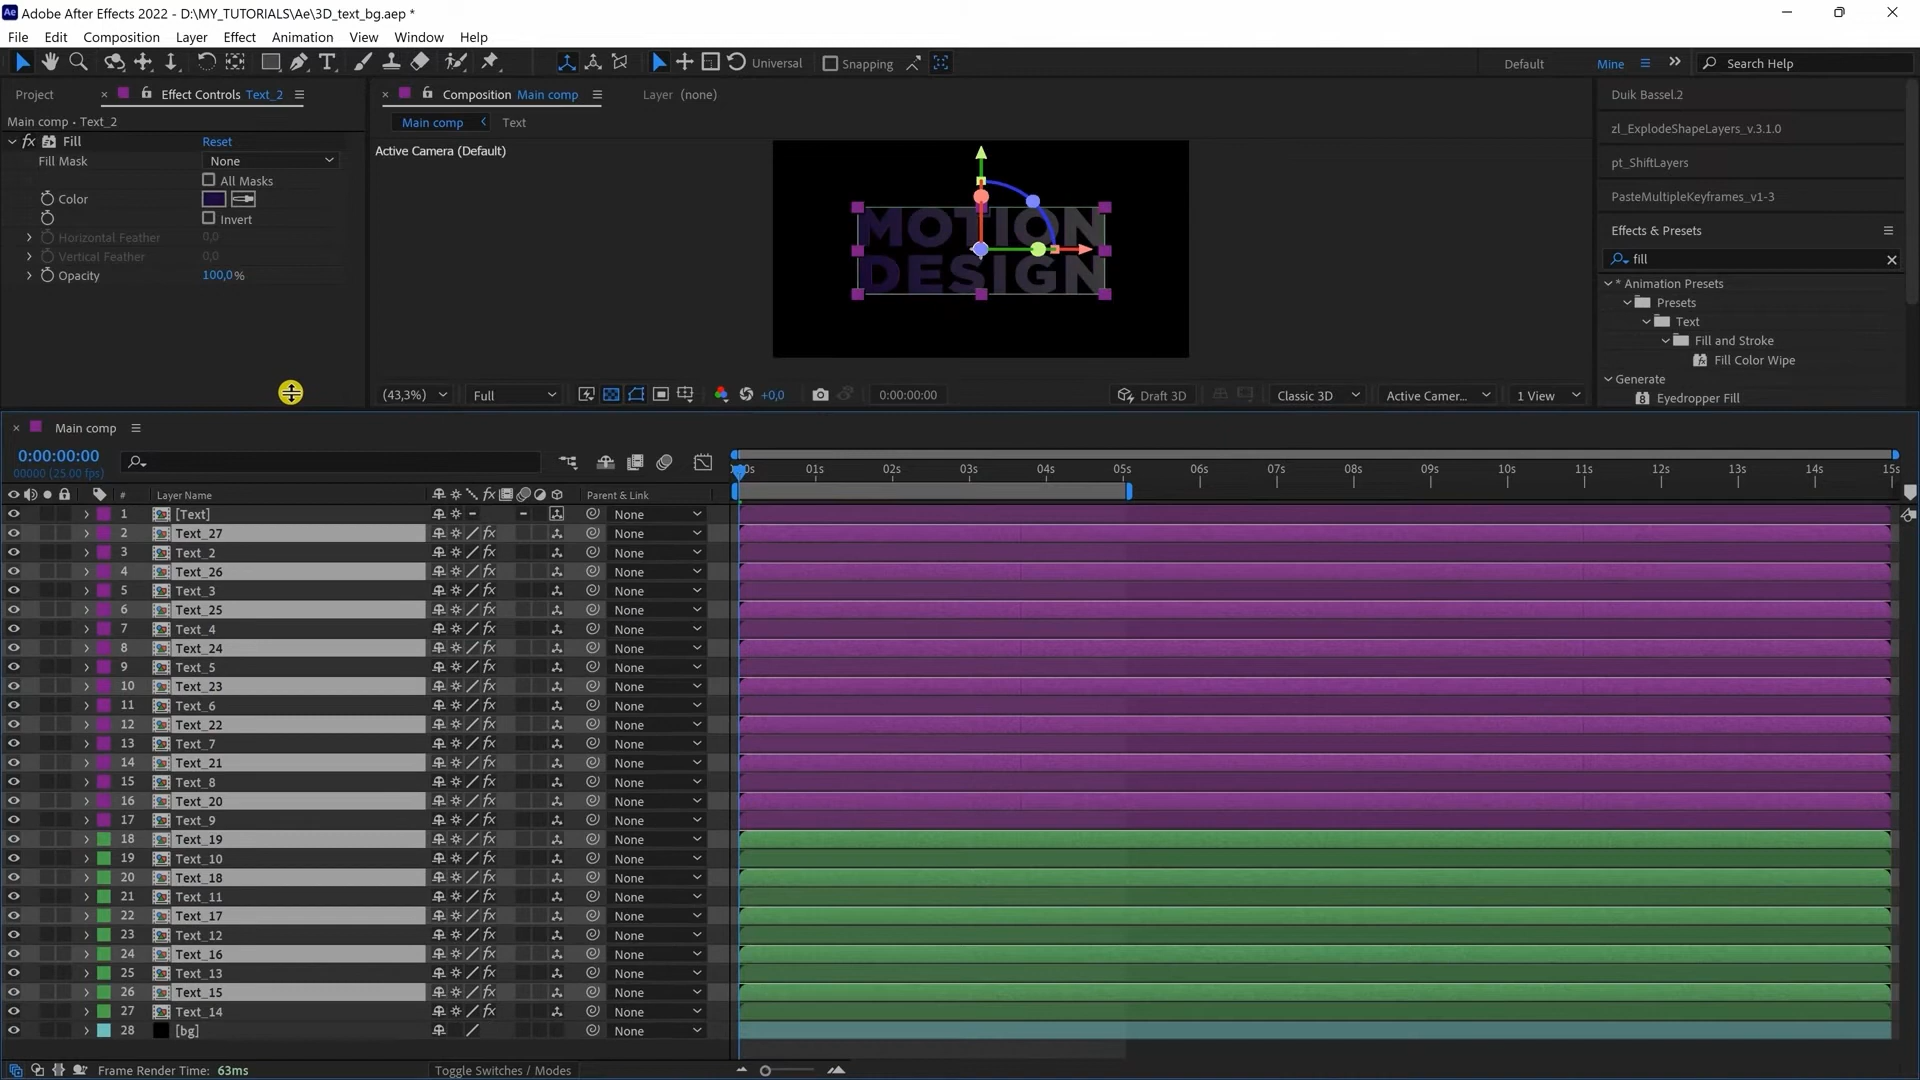 Adobe After Effects 2022 - D:\MY_TUTORIALS\Ae\3D_text_bg.aep *
File Edit Composition Layer Effect Animation View Window Help
Universal Snapping Default Mine Search Help
Project Effect Controls Text_2
Main comp • Text_2
Fill Reset
Fill Mask None
All Masks
Color
Invert
Horizontal Feather 0,0
Vertical Feather 0,0
Opacity 100,0 %
Composition Main comp Layer (none)
Main comp Text
Active Camera (Default)
MOTION
DESIGN
(43,3%) Full +0,0 0:00:00:00 Draft 3D Classic 3D Active Camer... 1 View
Duik Bassel.2
zl_ExplodeShapeLayers_v.3.1.0
pt_ShiftLayers
PasteMultipleKeyframes_v1-3
Effects & Presets
fill
* Animation Presets
Presets
Text
Fill and Stroke
Fill Color Wipe
Generate
Eyedropper Fill
Main comp
0:00:00:00
00000 (25.00 fps)
01s 02s 03s 04s 05s 06s 07s 08s 09s 10s 11s 12s 13s 14s 15s
# Layer Name Parent & Link
1 [Text] None
2 Text_27 None
3 Text_2 None
4 Text_26 None
5 Text_3 None
6 Text_25 None
7 Text_4 None
8 Text_24 None
9 Text_5 None
10 Text_23 None
11 Text_6 None
12 Text_22 None
13 Text_7 None
14 Text_21 None
15 Text_8 None
16 Text_20 None
17 Text_9 None
18 Text_19 None
19 Text_10 None
20 Text_18 None
21 Text_11 None
22 Text_17 None
23 Text_12 None
24 Text_16 None
25 Text_13 None
26 Text_15 None
27 Text_14 None
28 [bg] None
Frame Render Time: 63ms Toggle Switches / Modes